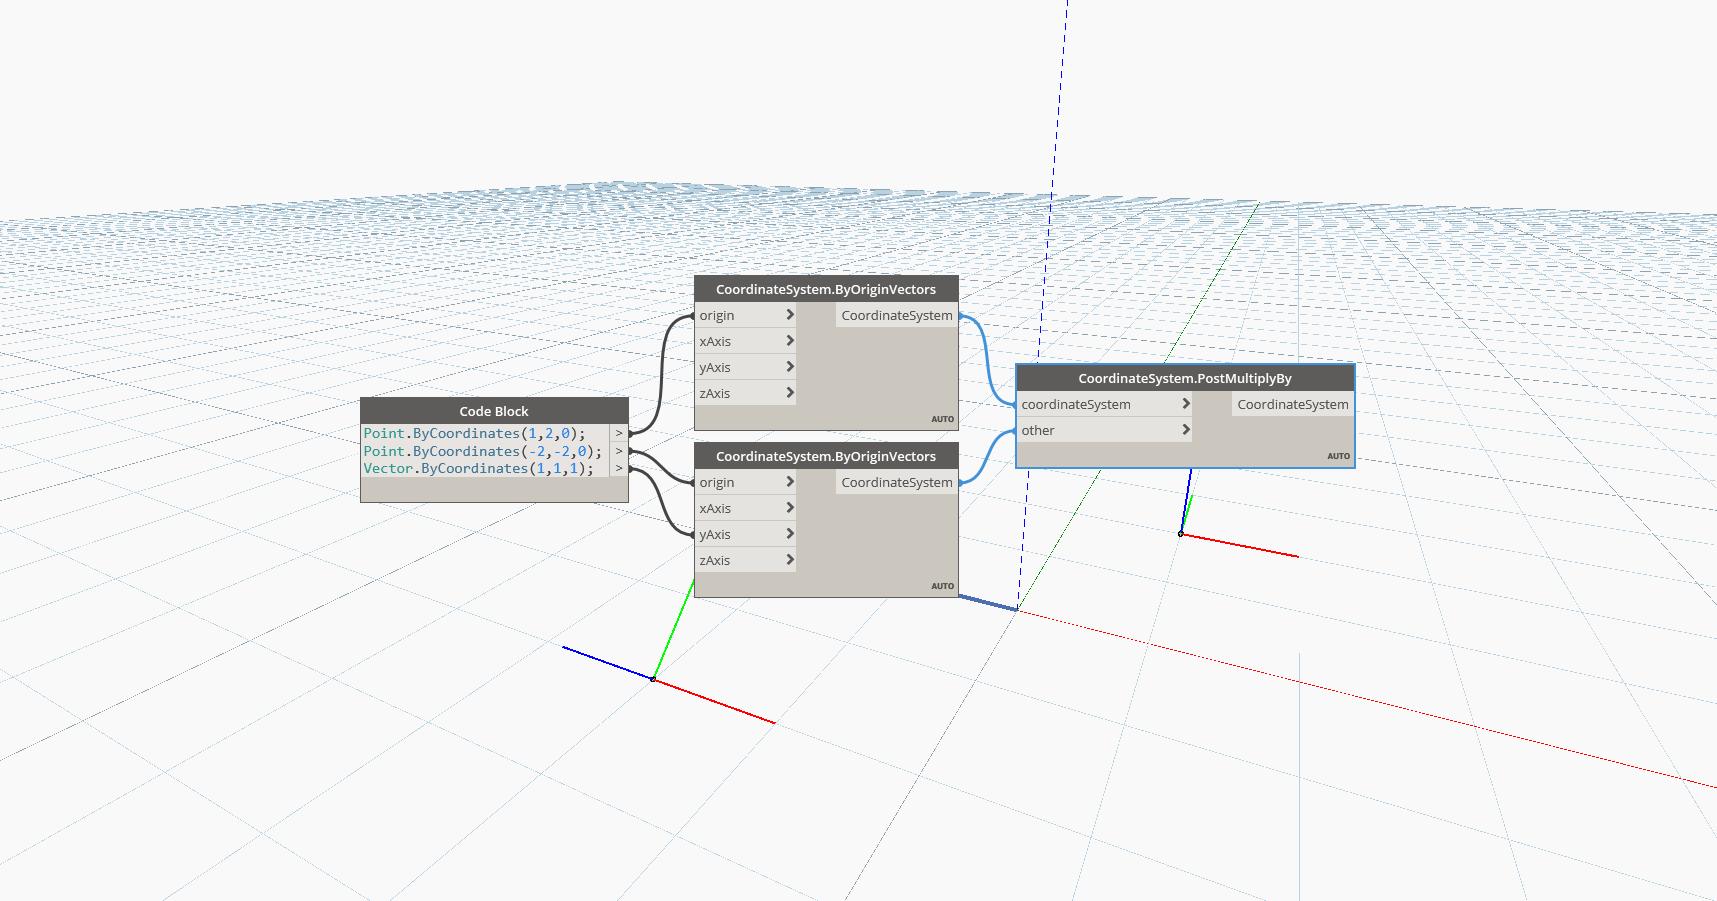 CoordinateSystem.ByOriginVectors
origin > CoordinateSystem
xAxis >
yAxis >
zAxis >
AUTO
Code Block
Point.ByCoordinates(1,2,0); >
Point.ByCoordinates(-2,-2,0); >
Vector.ByCoordinates(1,1,1); >
CoordinateSystem.ByOriginVectors
origin > CoordinateSystem
xAxis >
yAxis >
zAxis >
AUTO
CoordinateSystem.PostMultiplyBy
coordinateSystem > CoordinateSystem
other >
AUTO